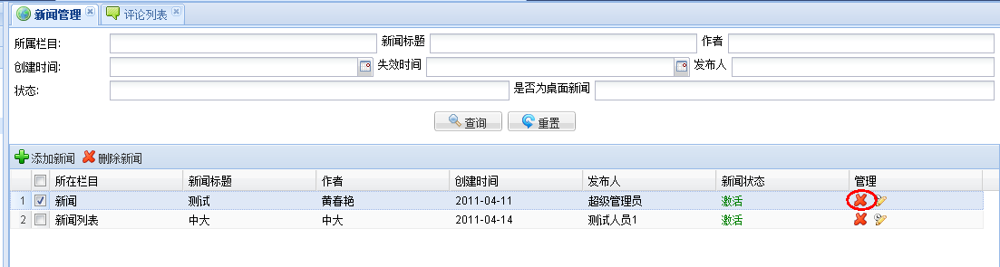 新闻管理 评论列表
所属栏目: 新闻标题 作者
创建时间: 失效时间 发布人
状态: 是否为桌面新闻
查询 重置
添加新闻 删除新闻
所在栏目 新闻标题 作者 创建时间 发布人 新闻状态 管理
1 新闻 测试 黄春艳 2011-04-11 超级管理员 激活
2 新闻列表 中大 中大 2011-04-14 测试人员1 激活